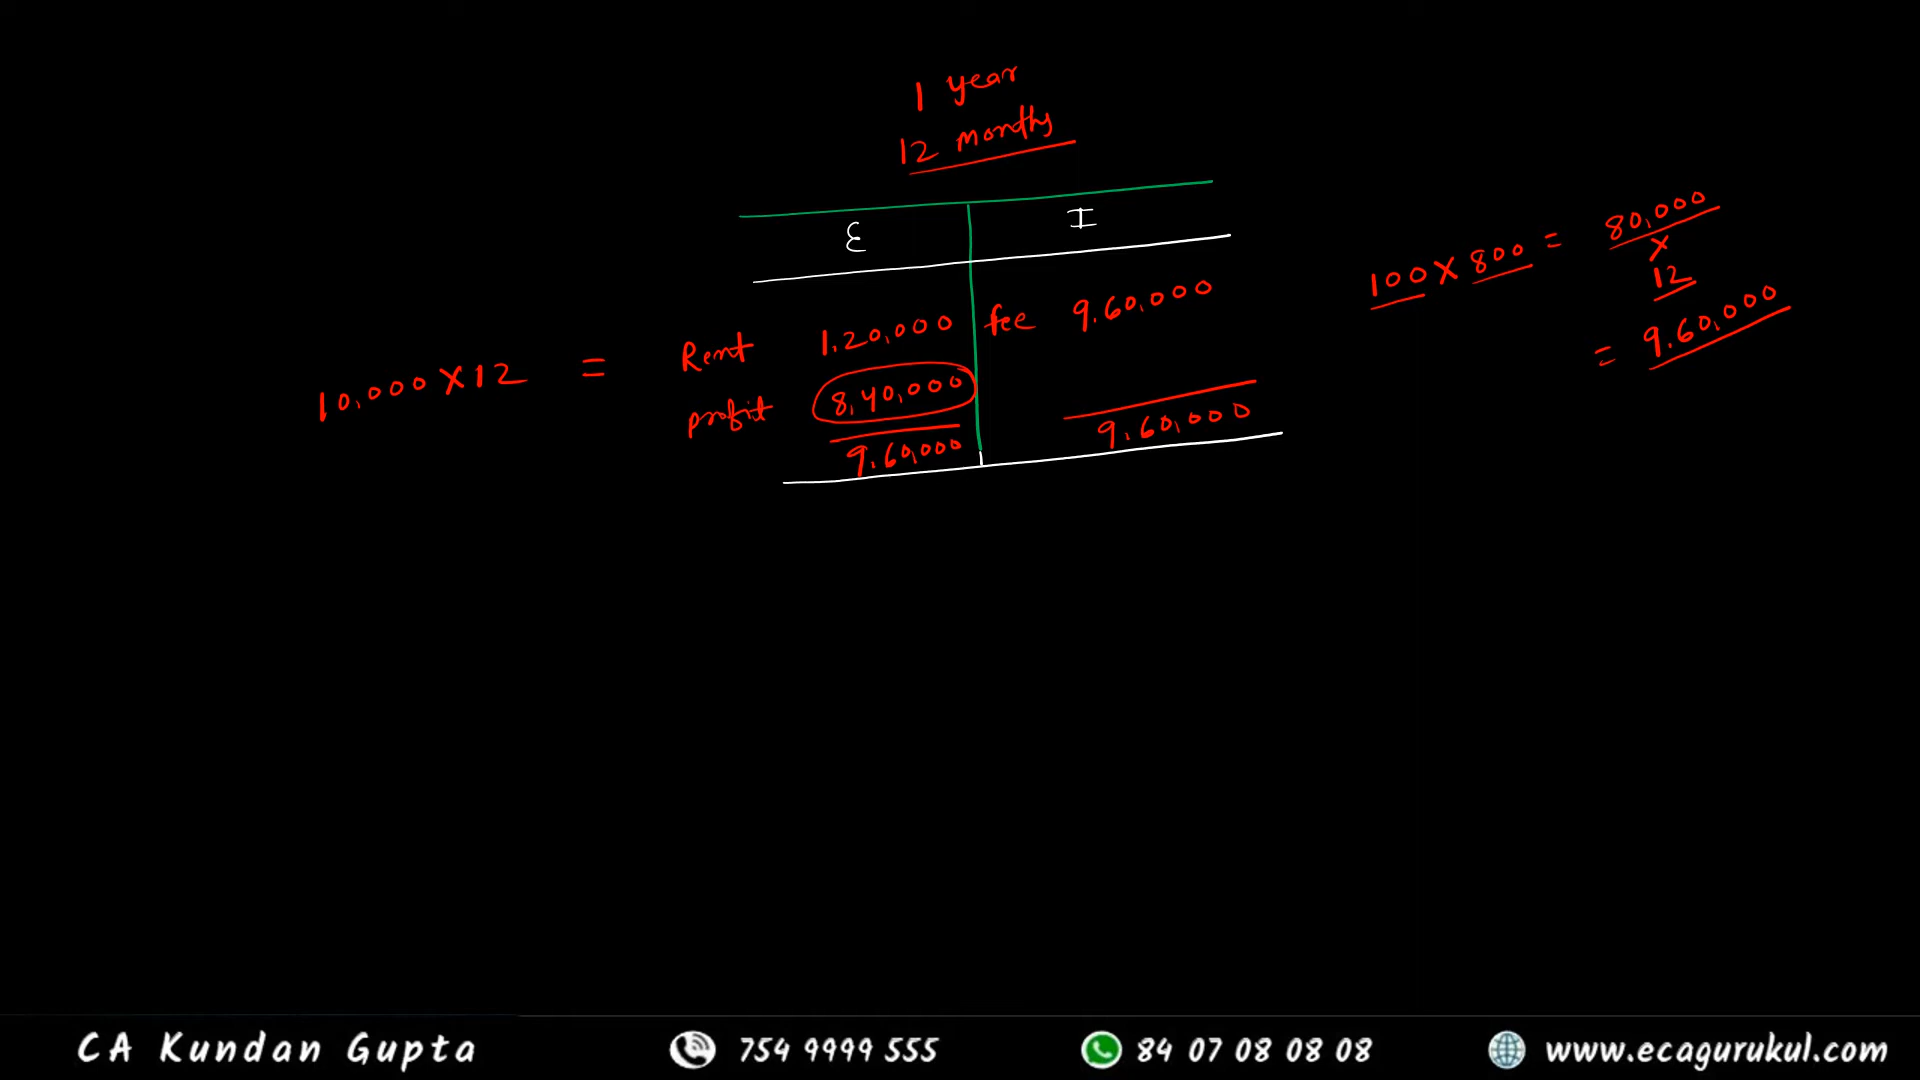 1 year
12 months
E I
Rent 1,20,000 fee 9,60,000
10,000 X 12 =
profit 8,40,000
9,60,000 9,60,000
100 X 800 = 80,000
X
12
= 9,60,000
CA Kundan Gupta 754 9999 555 84 07 08 08 08 www.ecagurukul.com